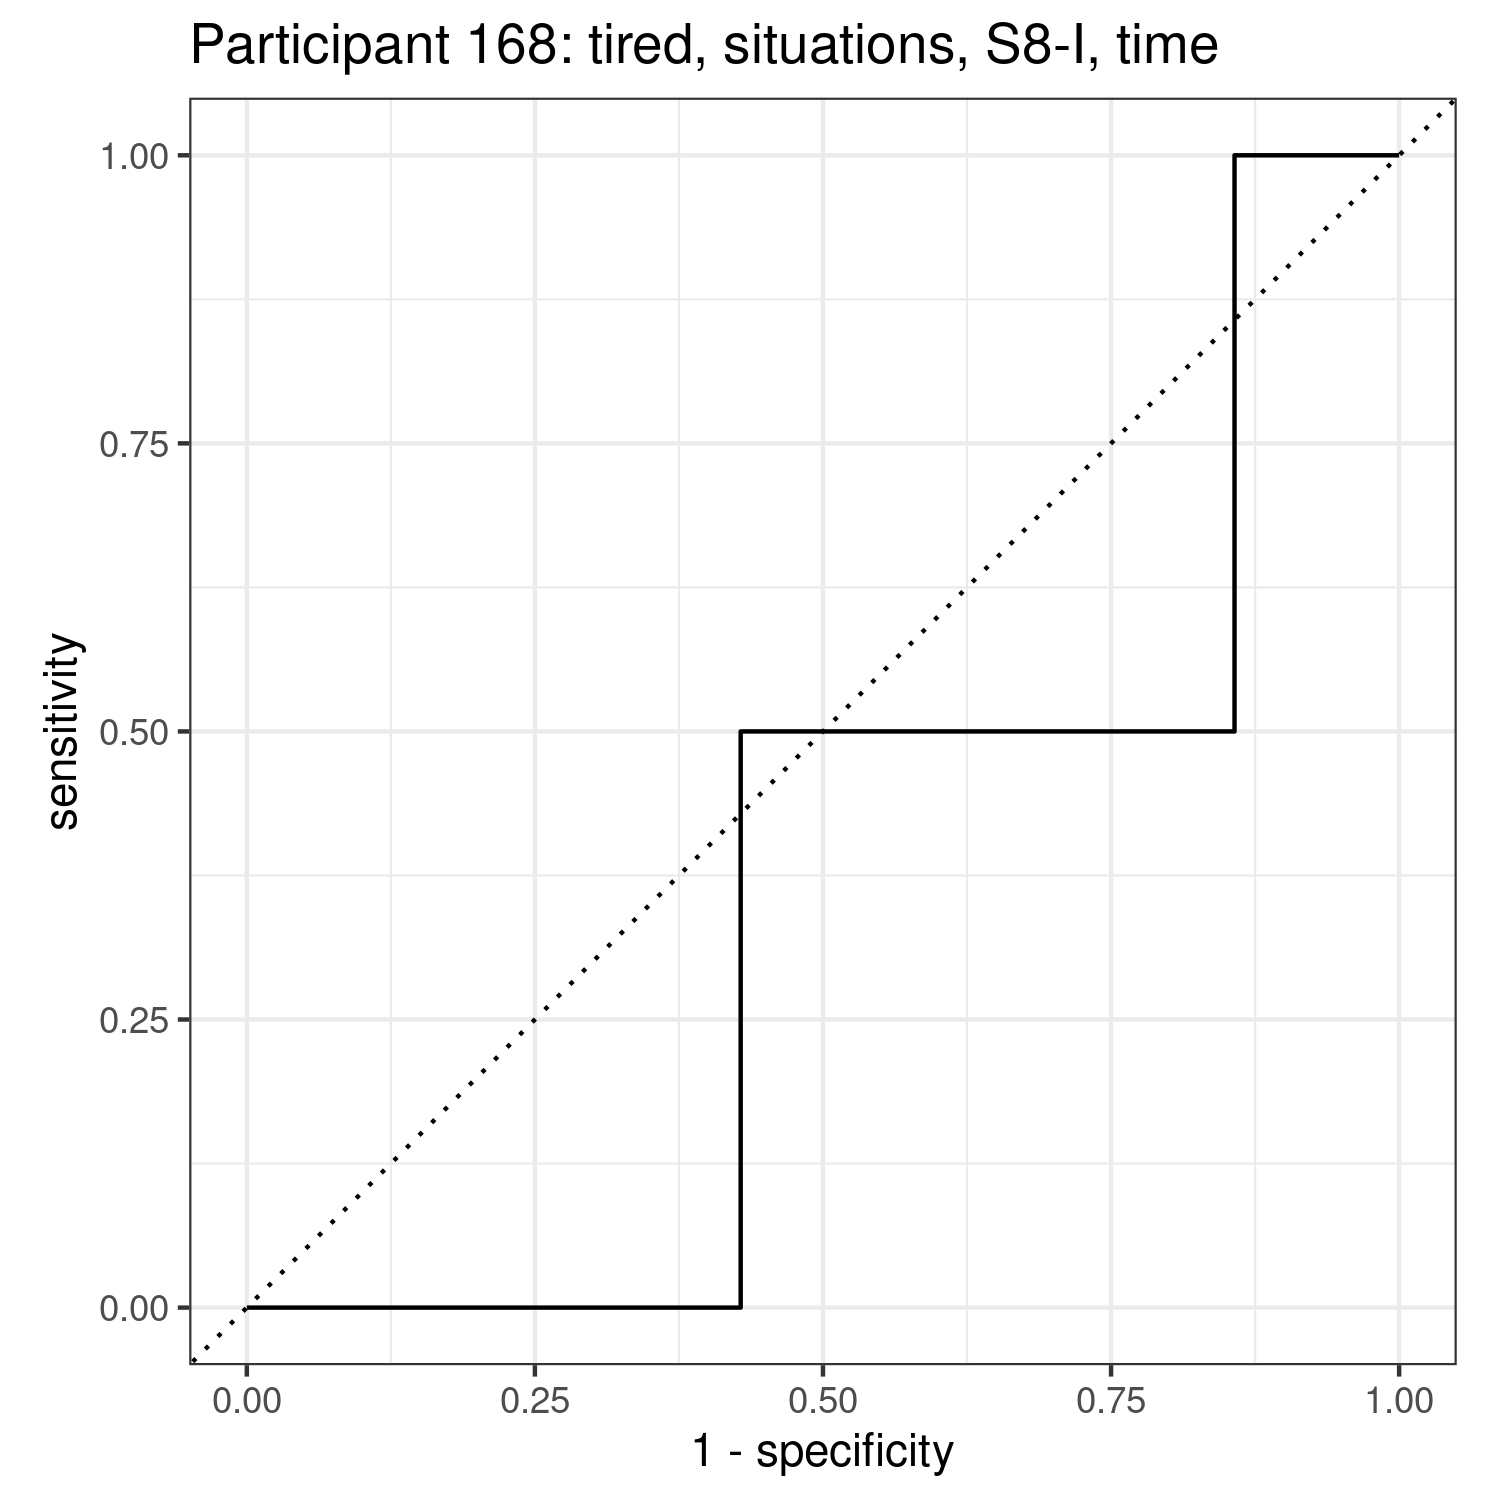 Participant 168: tired, situations, S8-I, time
1.00
0.75
0.50
0.25
0.00
sensitivity
0.00 0.25 0.50 0.75 1.00
1 - specificity